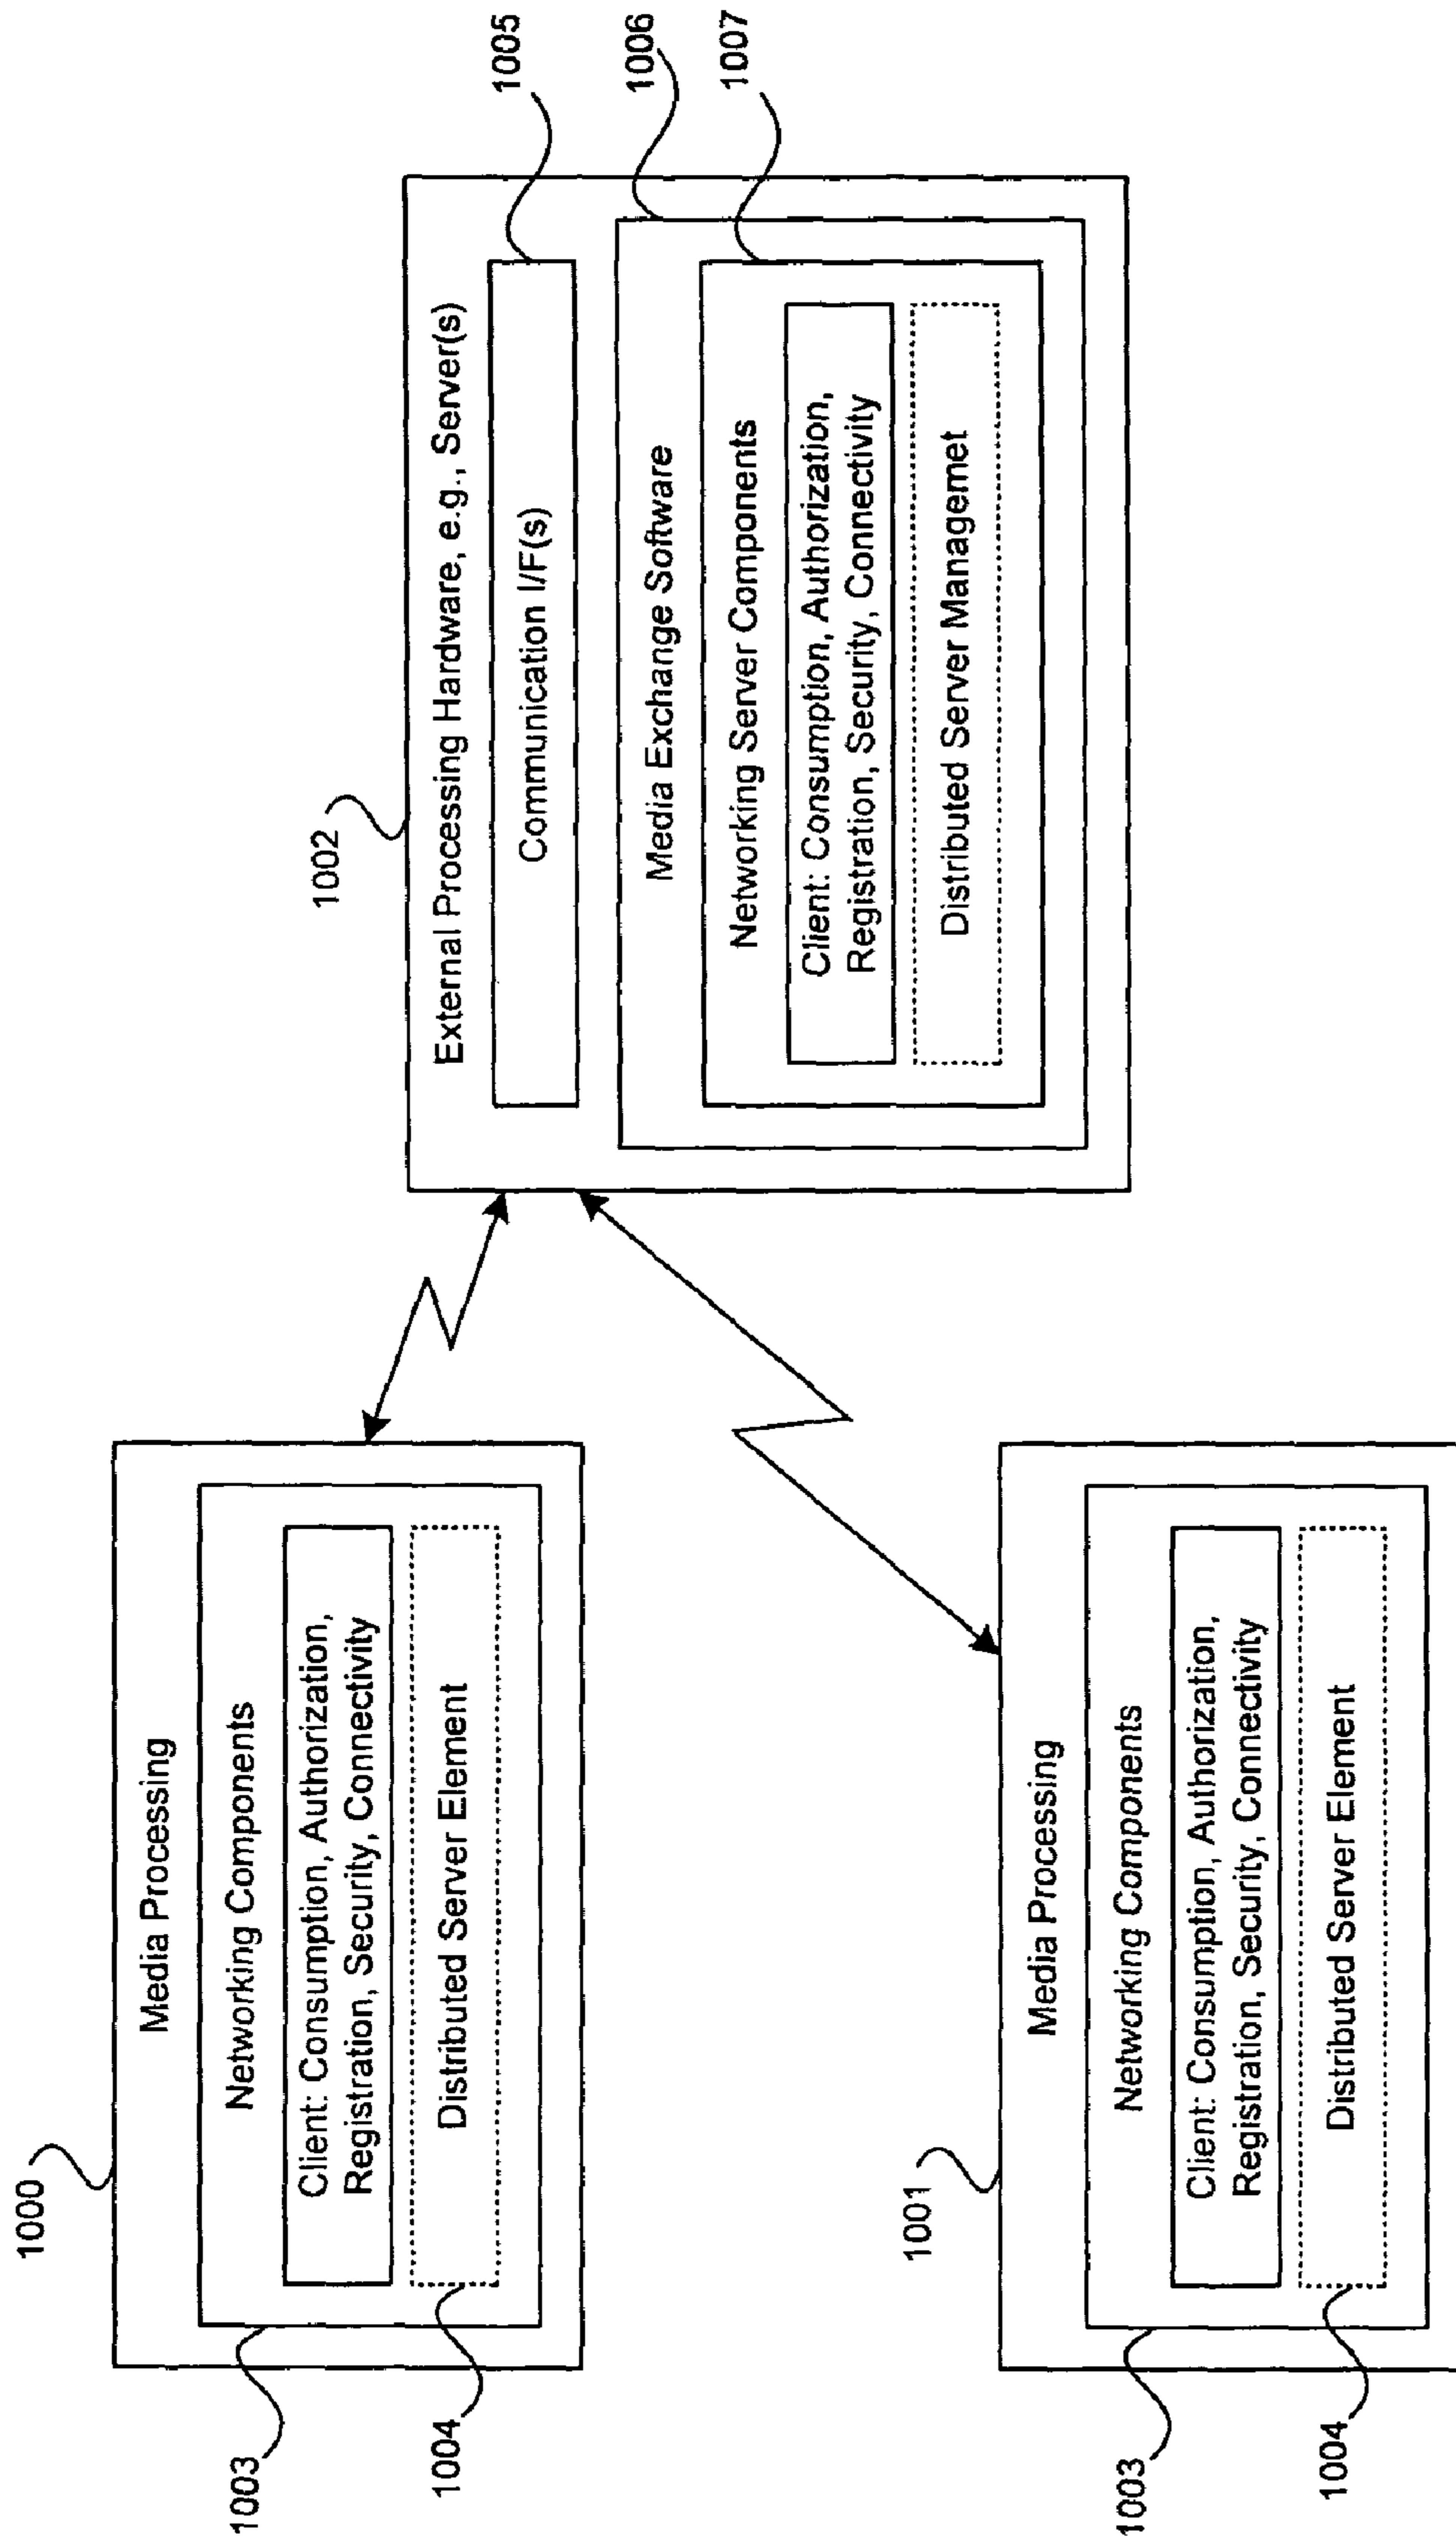 1000
Media Processing
Networking Components
Client: Consumption, Authorization,
Registration, Security, Connectivity
Distributed Server Element
1003
1004
1001
Media Processing
Networking Components
Client: Consumption, Authorization,
Registration, Security, Connectivity
Distributed Server Element
1003
1004
1002
External Processing Hardware, e.g., Server(s)
Communication I/F(s)
Media Exchange Software
Networking Server Components
Client: Consumption, Authorization,
Registration, Security, Connectivity
Distributed Server Managemet
1005
1006
1007